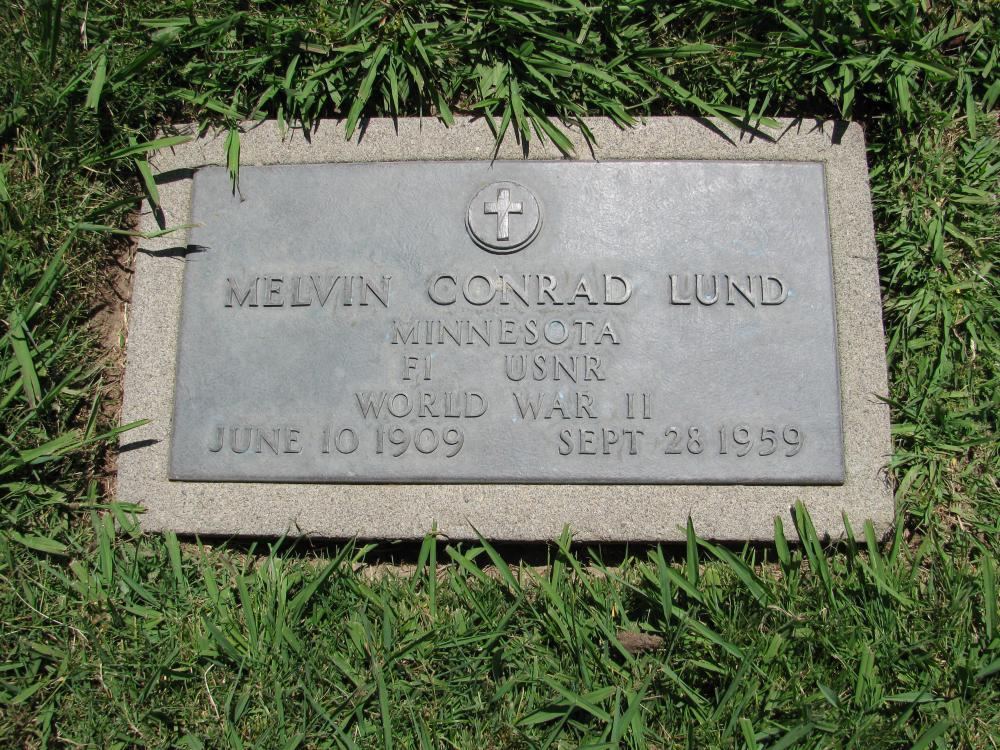 MELVIN CONRAD LUND
MINNESOTA
F1 USNR
WORLD WAR II
JUNE 10 1909 SEPT 28 1959